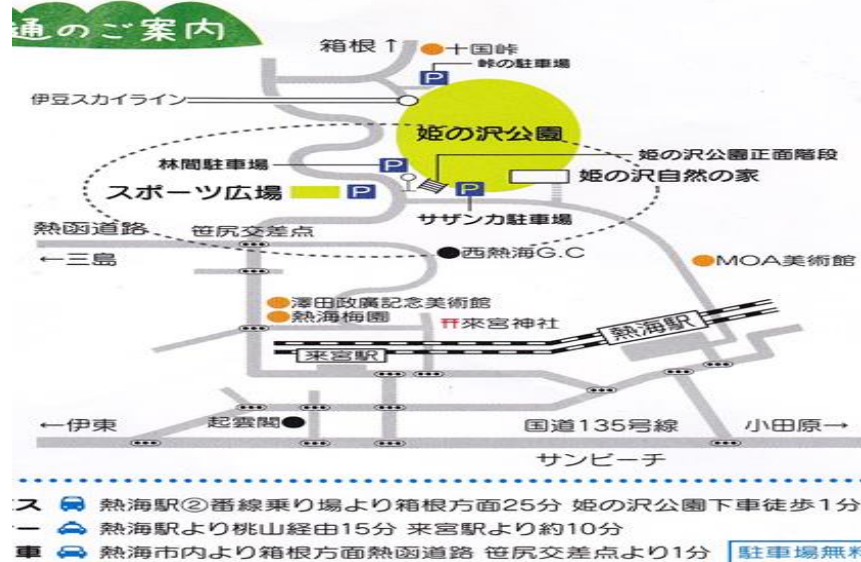 通のご案内
箱根↑
十国峠
峠の駐車場
P
伊豆スカイライン
姫の沢公園
林間駐車場
P
姫の沢公園正面階段
スポーツ広場
P
P
姫の沢自然の家
サザンカ駐車場
熱函道路
笹尻交差点
←三島
西熱海G.C
MOA美術館
澤田政廣記念美術館
熱海梅園
来宮神社
熱海駅
来宮駅
←伊東
起雲閣
国道135号線
小田原→
サンビーチ
ス 熱海駅②番線乗り場より箱根方面25分 姫の沢公園下車徒歩1分
ー 熱海駅より桃山経由15分 来宮駅より約10分
車 熱海市内より箱根方面熱函道路 笹尻交差点より1分 駐車場無料